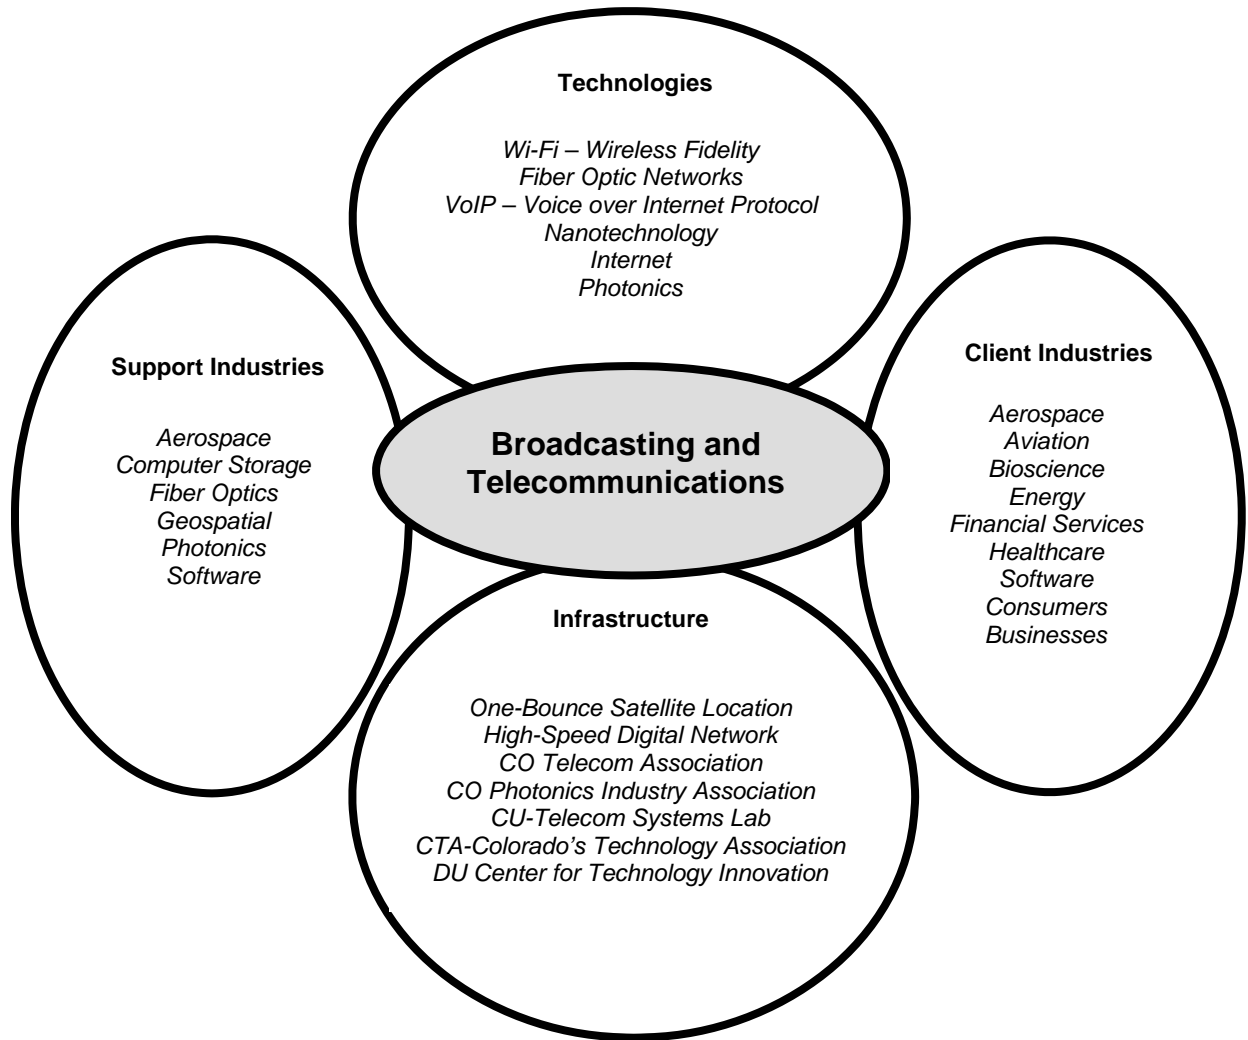 Technologies
Wi-Fi – Wireless Fidelity
Fiber Optic Networks
VoIP – Voice over Internet Protocol
Nanotechnology
Internet
Photonics
Support Industries
Aerospace
Computer Storage
Fiber Optics
Geospatial
Photonics
Software
Broadcasting and
Telecommunications
Client Industries
Aerospace
Aviation
Bioscience
Energy
Financial Services
Healthcare
Software
Consumers
Businesses
Infrastructure
One-Bounce Satellite Location
High-Speed Digital Network
CO Telecom Association
CO Photonics Industry Association
CU-Telecom Systems Lab
CTA-Colorado’s Technology Association
DU Center for Technology Innovation